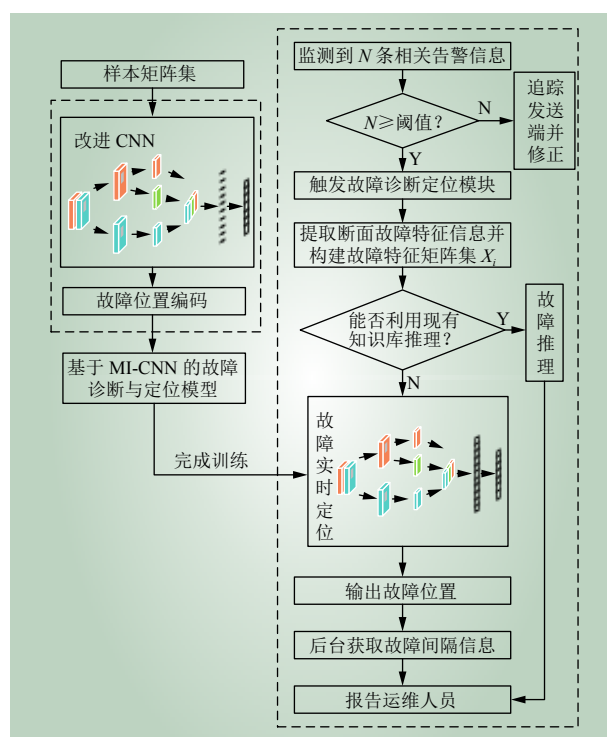 样本矩阵集
改进 CNN
故障位置编码
基于 MI-CNN 的故障
诊断与定位模型
完成训练
监测到 N 条相关告警信息
N≥阈值?
N
追踪
发送
端并
修正
Y
触发故障诊断定位模块
提取断面故障特征信息并
构建故障特征矩阵集 Xi
能否利用现有
知识库推理?
Y
故
障
推
理
N
故
障
实
时
定
位
输出故障位置
后台获取故障间隔信息
报告运维人员